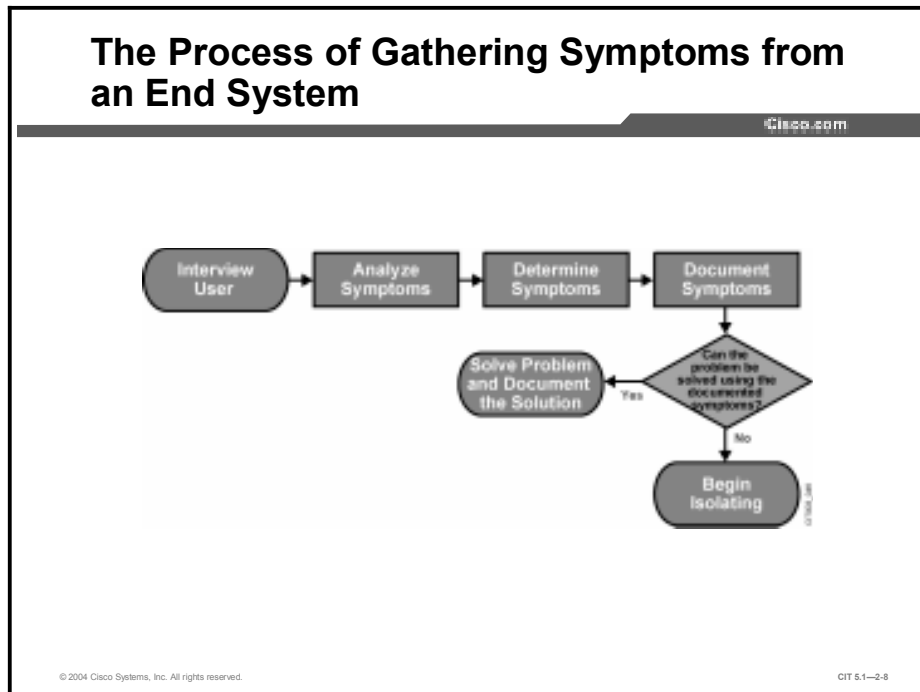 The Process of Gathering Symptoms from
an End System
Cisco.com
Interview
User
Analyze
Symptoms
Determine
Symptoms
Document
Symptoms
Can the
problem be
solved using the
documented
symptoms?
Yes
Solve Problem
and Document
the Solution
No
Begin
Isolating
© 2004 Cisco Systems, Inc. All rights reserved.
CIT 5.1—2-8